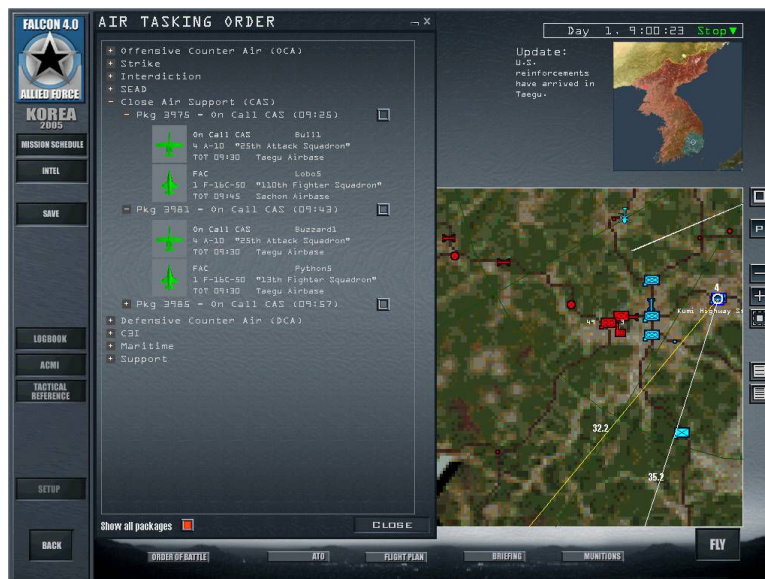 FALCON 4.0
ALLIED FORCE
KOREA
2005
MISSION SCHEDULE
INTEL
SAVE
LOGBOOK
ACMI
TACTICAL
REFERENCE
SETUP
BACK
AIR TASKING ORDER
Offensive Counter Air (OCA)
Strike
Interdiction
SEAD
Close Air Support (CAS)
Pkg 3975 - On Call CAS (09:25)
On Call CAS Bull1
4 A-10 "25th Attack Squadron"
TOT 09:30 Taegu Airbase
FAC Lobo5
1 F-16C-50 "110th Fighter Squadron"
TOT 09:45 Sachon Airbase
Pkg 3981 - On Call CAS (09:43)
On Call CAS Buzzard1
4 A-10 "25th Attack Squadron"
TOT 09:30 Taegu Airbase
FAC Python5
1 F-16C-50 "13th Fighter Squadron"
TOT 09:30 Taegu Airbase
Pkg 3985 - On Call CAS (09:57)
Defensive Counter Air (DCA)
C3I
Maritime
Support
Show all packages
CLOSE
Day 1, 9:00:23 Stop
Update:
U.S.
reinforcements
have arrived in
Taegu.
4
Kumi Highway St
49
3
32.2
35.2
P
ORDER OF BATTLE
ATO
FLIGHT PLAN
BRIEFING
MUNITIONS
FLY